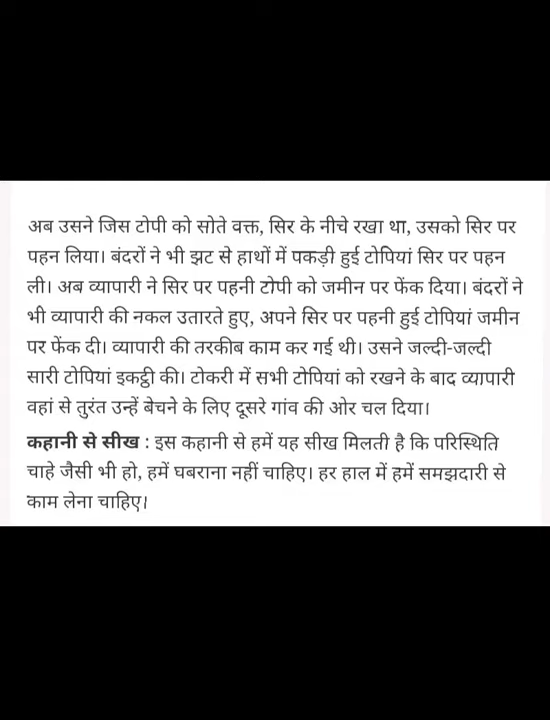 अब उसने जिस टोपी को सोते वक्त, सिर के नीचे रखा था, उसको सिर पर
पहन लिया। बंदरों ने भी झट से हाथों में पकड़ी हुई टोपियां सिर पर पहन
ली। अब व्यापारी ने सिर पर पहनी टोपी को जमीन पर फेंक दिया। बंदरों ने
भी व्यापारी की नकल उतारते हुए, अपने सिर पर पहनी हुई टोपियां जमीन
पर फेंक दी। व्यापारी की तरकीब काम कर गई थी। उसने जल्दी-जल्दी
सारी टोपियां इकट्ठी की। टोकरी में सभी टोपियां को रखने के बाद व्यापारी
वहां से तुरंत उन्हें बेचने के लिए दूसरे गांव की ओर चल दिया।
कहानी से सीख : इस कहानी से हमें यह सीख मिलती है कि परिस्थिति
चाहे जैसी भी हो, हमें घबराना नहीं चाहिए। हर हाल में हमें समझदारी से
काम लेना चाहिए।